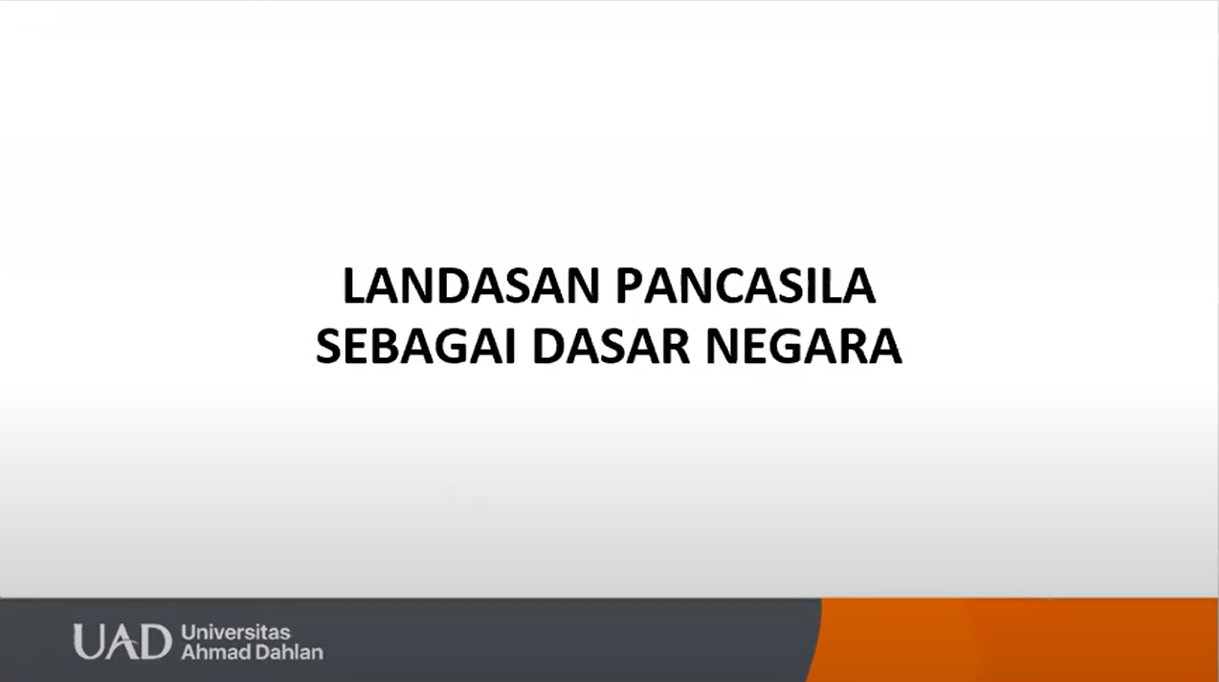 LANDASAN PANCASILA
SEBAGAI DASAR NEGARA
UAD
Universitas
Ahmad Dahlan